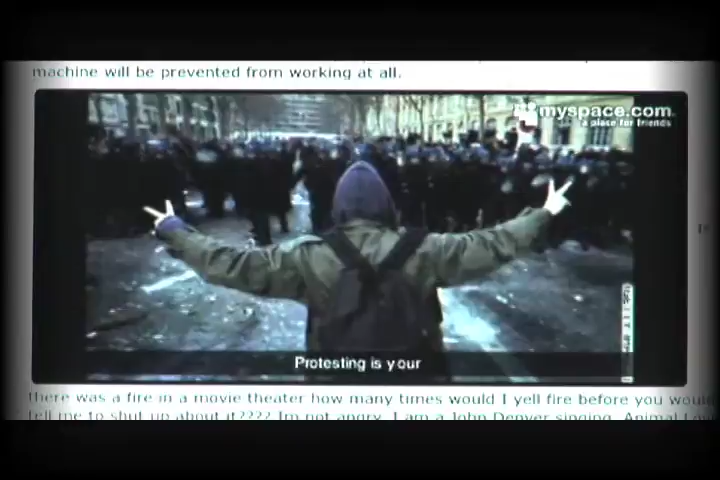 machine will be prevented from working at all.
myspace.com.
a place for friends
Protesting is your
there was a fire in a movie theater how many times would I yell fire before you would
tell me to shut up about it???? Im not angry. I am a John Denver singing, Animal